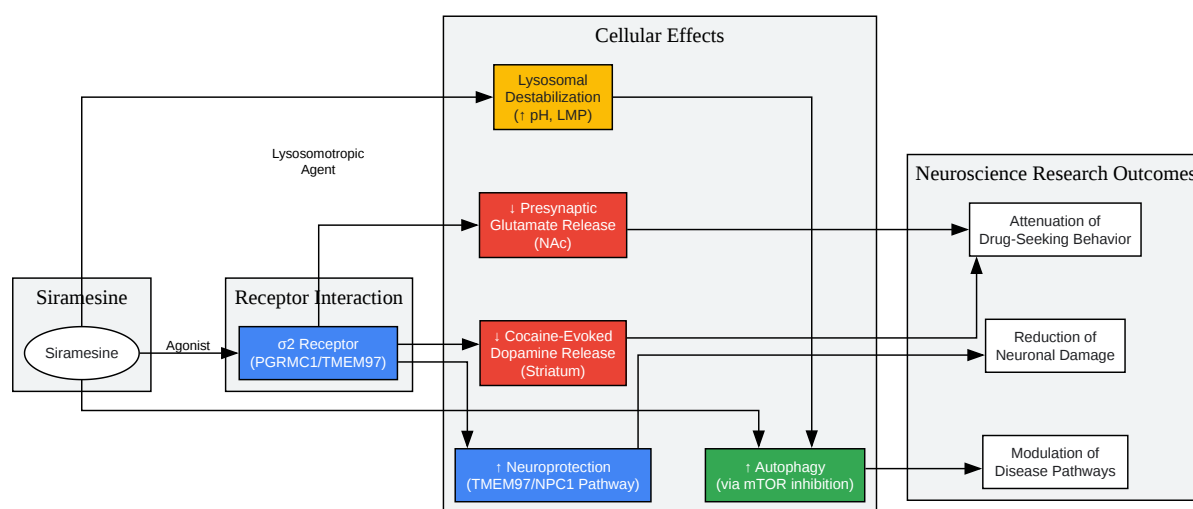 Cellular Effects
Lysosomal
Destabilization
(↑ pH, LMP)
Lysosomotropic
Agent
Neuroscience Research Outcomes
↓ Presynaptic
Glutamate Release
(NAc)
Attenuation of
Drug-Seeking Behavior
Siramesine
Receptor Interaction
Siramesine
Agonist
σ2 Receptor
(PGRMC1/TMEM97)
↓ Cocaine-Evoked
Dopamine Release
(Striatum)
Reduction of
Neuronal Damage
↑ Neuroprotection
(TMEM97/NPC1 Pathway)
↑ Autophagy
(via mTOR inhibition)
Modulation of
Disease Pathways